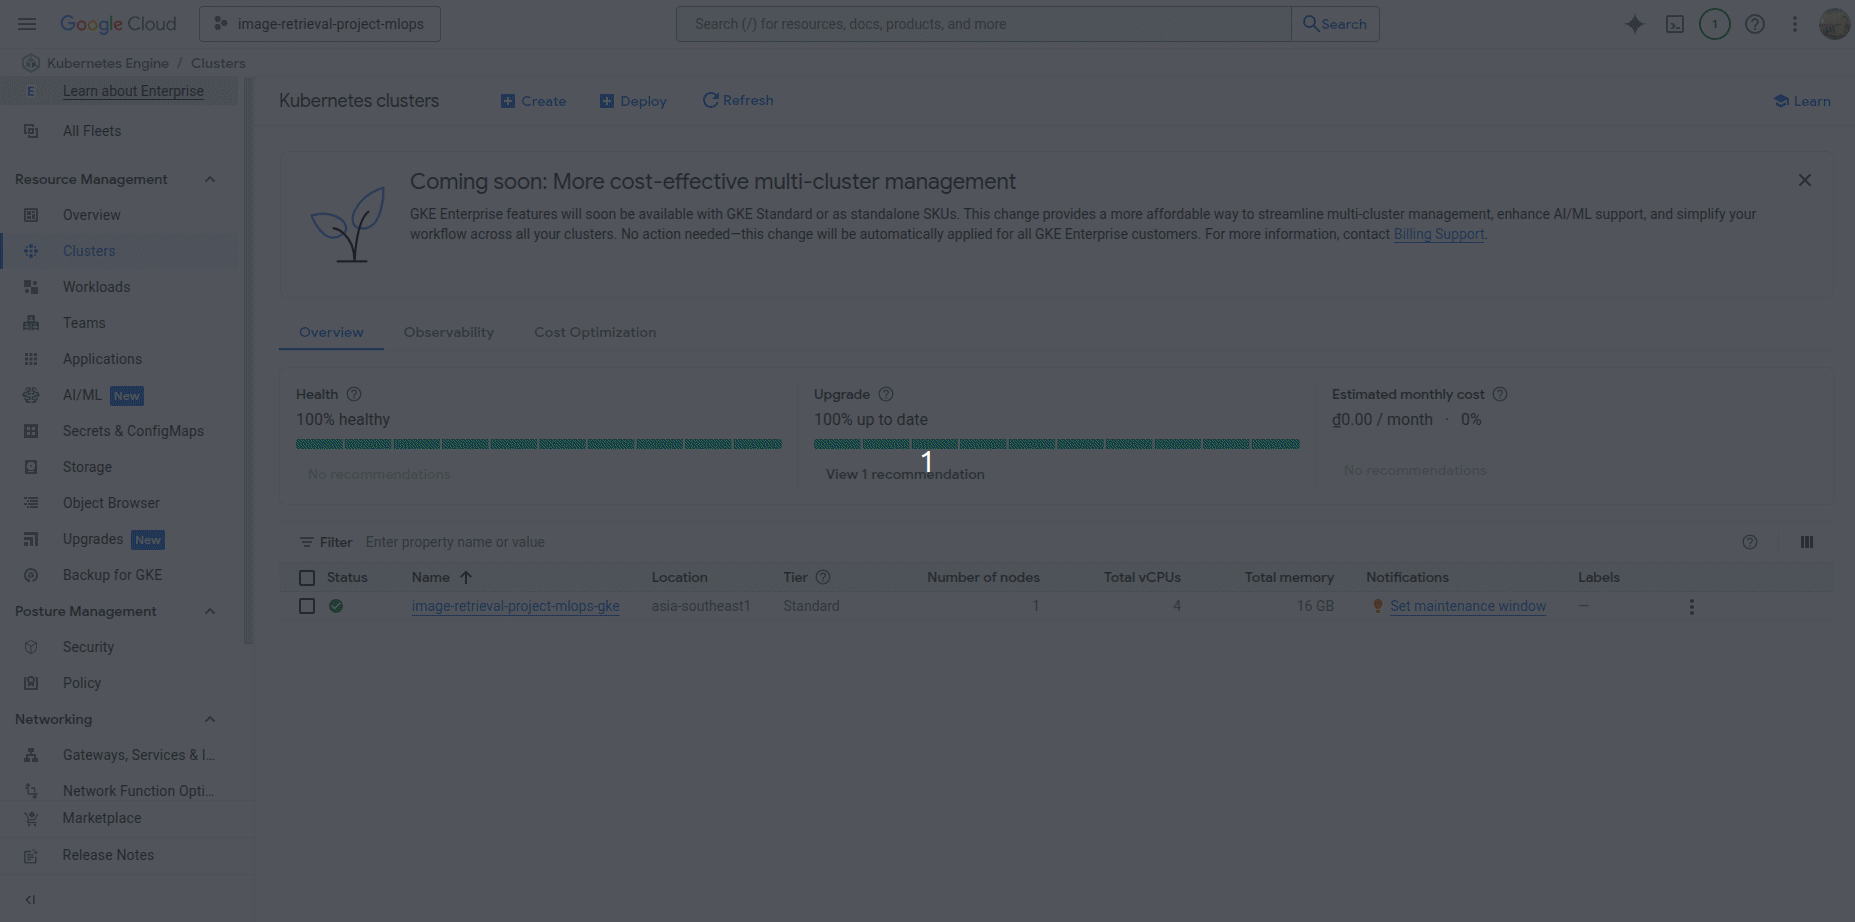 Google Cloud
image-retrieval-project-mlops
Search (/) for resources, docs, products, and more
Search
1
Kubernetes Engine / Clusters
E Learn about Enterprise
All Fleets
Resource Management
Overview
Clusters
Workloads
Teams
Applications
AI/ML New
Secrets & ConfigMaps
Storage
Object Browser
Upgrades New
Backup for GKE
Posture Management
Security
Policy
Networking
Gateways, Services & I...
Network Function Opti...
Marketplace
Release Notes
Kubernetes clusters
Create
Deploy
Refresh
Learn
Coming soon: More cost-effective multi-cluster management
GKE Enterprise features will soon be available with GKE Standard or as standalone SKUs. This change provides a more affordable way to streamline multi-cluster management, enhance AI/ML support, and simplify your
workflow across all your clusters. No action needed—this change will be automatically applied for all GKE Enterprise customers. For more information, contact Billing Support.
Overview Observability Cost Optimization
Health
100% healthy
No recommendations
Upgrade
100% up to date
View 1 recommendation
1
Estimated monthly cost
₫0.00 / month · 0%
No recommendations
Filter Enter property name or value
Status Name Location Tier Number of nodes Total vCPUs Total memory Notifications Labels
image-retrieval-project-mlops-gke asia-southeast1 Standard 1 4 16 GB Set maintenance window —